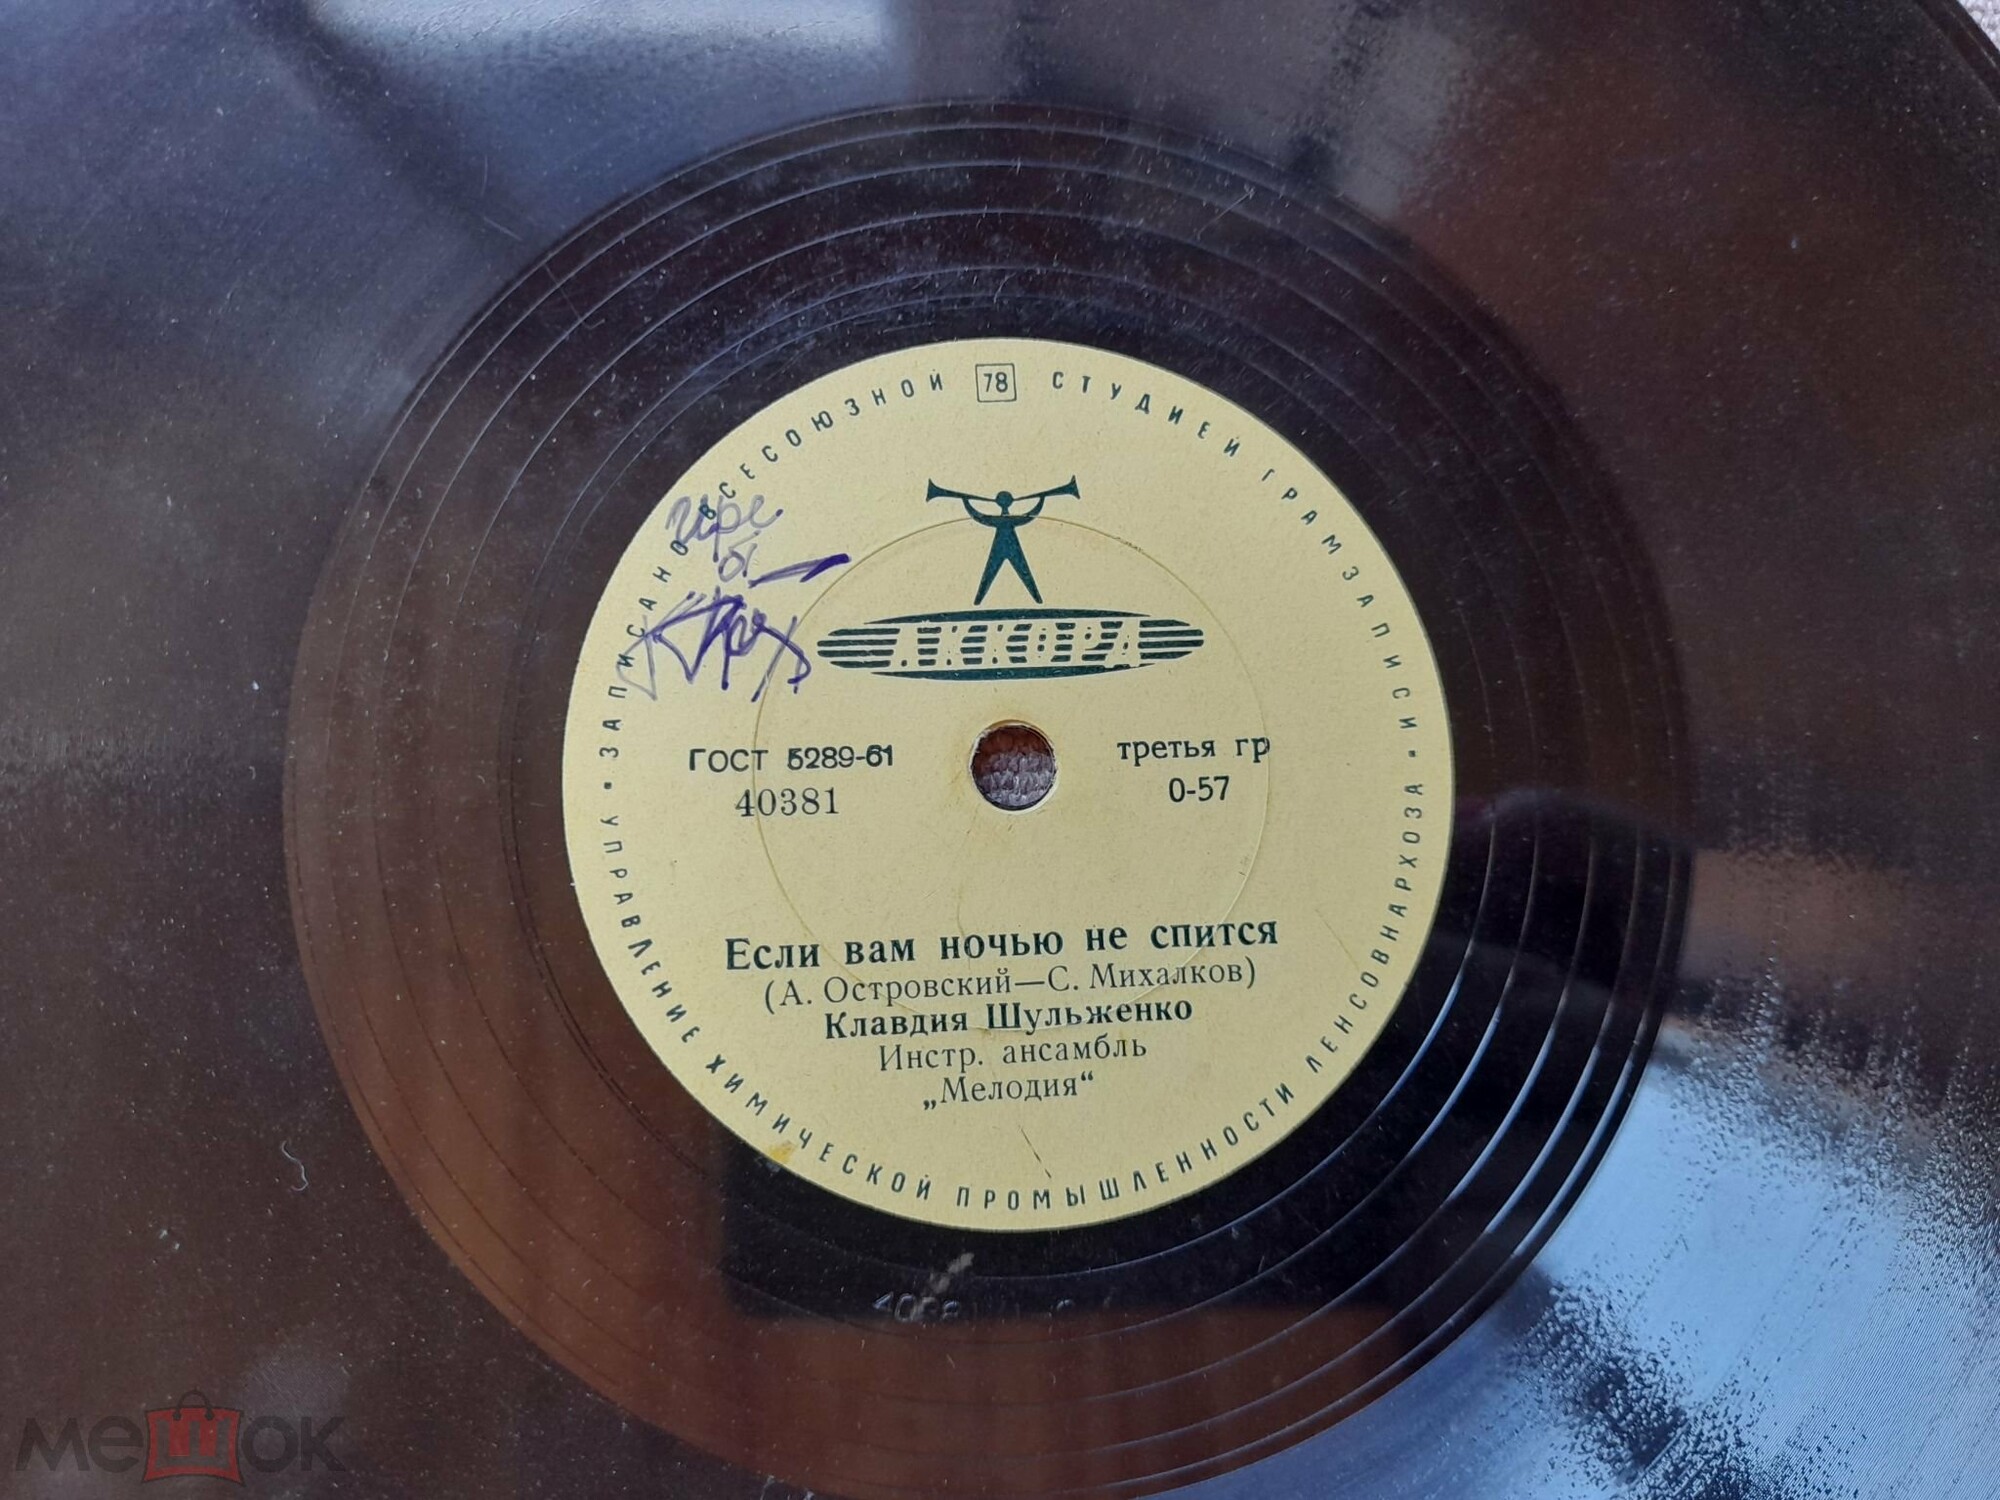 ЗАПИСАНО ВСЕСОЮЗНОЙ 78 СТУДИЕЙ ГРАМЗАПИСИ
АККОРД
ГОСТ 5289-61
40381
третья гр
0-57
Если вам ночью не спится
(А. Островский—С. Михалков)
Клавдия Шульженко
Инстр. ансамбль
„Мелодия“
УПРАВЛЕНИЕ ХИМИЧЕСКОЙ ПРОМЫШЛЕННОСТИ ЛЕНСОВНАРХОЗА
мешок